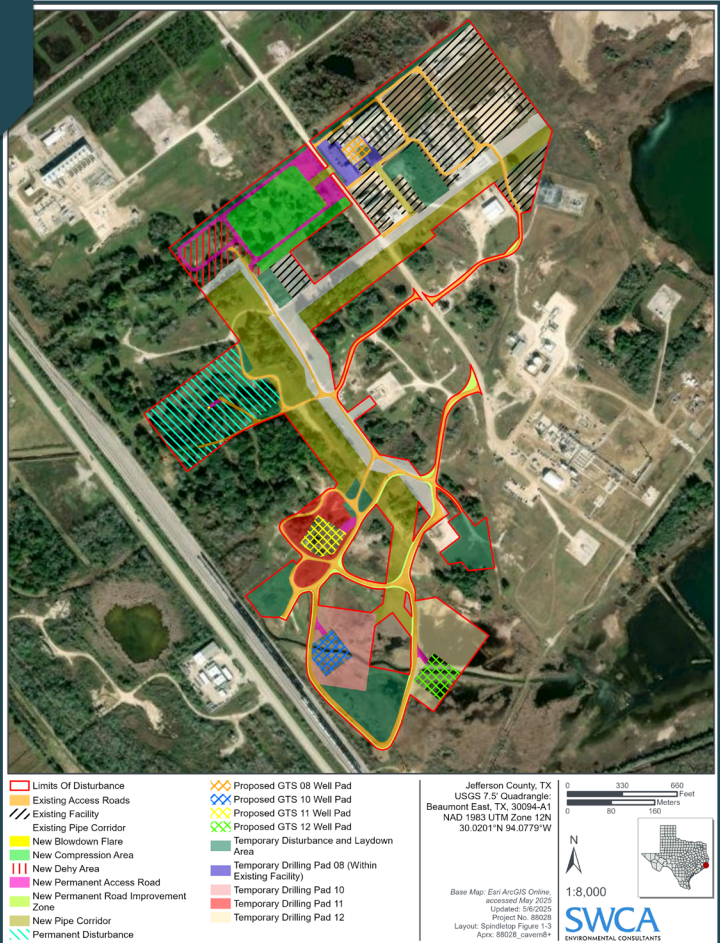 Limits Of Disturbance
Existing Access Roads
Existing Facility
Existing Pipe Corridor
New Blowdown Flare
New Compression Area
New Dehy Area
New Permanent Access Road
New Permanent Road Improvement
Zone
New Pipe Corridor
Permanent Disturbance
Proposed GTS 08 Well Pad
Proposed GTS 10 Well Pad
Proposed GTS 11 Well Pad
Proposed GTS 12 Well Pad
Temporary Disturbance and Laydown
Area
Temporary Drilling Pad 08 (Within
Existing Facility)
Temporary Drilling Pad 10
Temporary Drilling Pad 11
Temporary Drilling Pad 12
Jefferson County, TX
USGS 7.5' Quadrangle:
Beaumont East, TX, 30094-A1
NAD 1983 UTM Zone 12N
30.0201°N 94.0779°W
Base Map: Esri ArcGIS Online,
accessed May 2025
Updated: 5/6/2025
Project No. 88028
Layout: Spindletop Figure 1-3
Aprx: 88028_cavern8+
0 330 660
Feet
Meters
0 80 160
N
1:8,000
SWCA
ENVIRONMENTAL CONSULTANTS